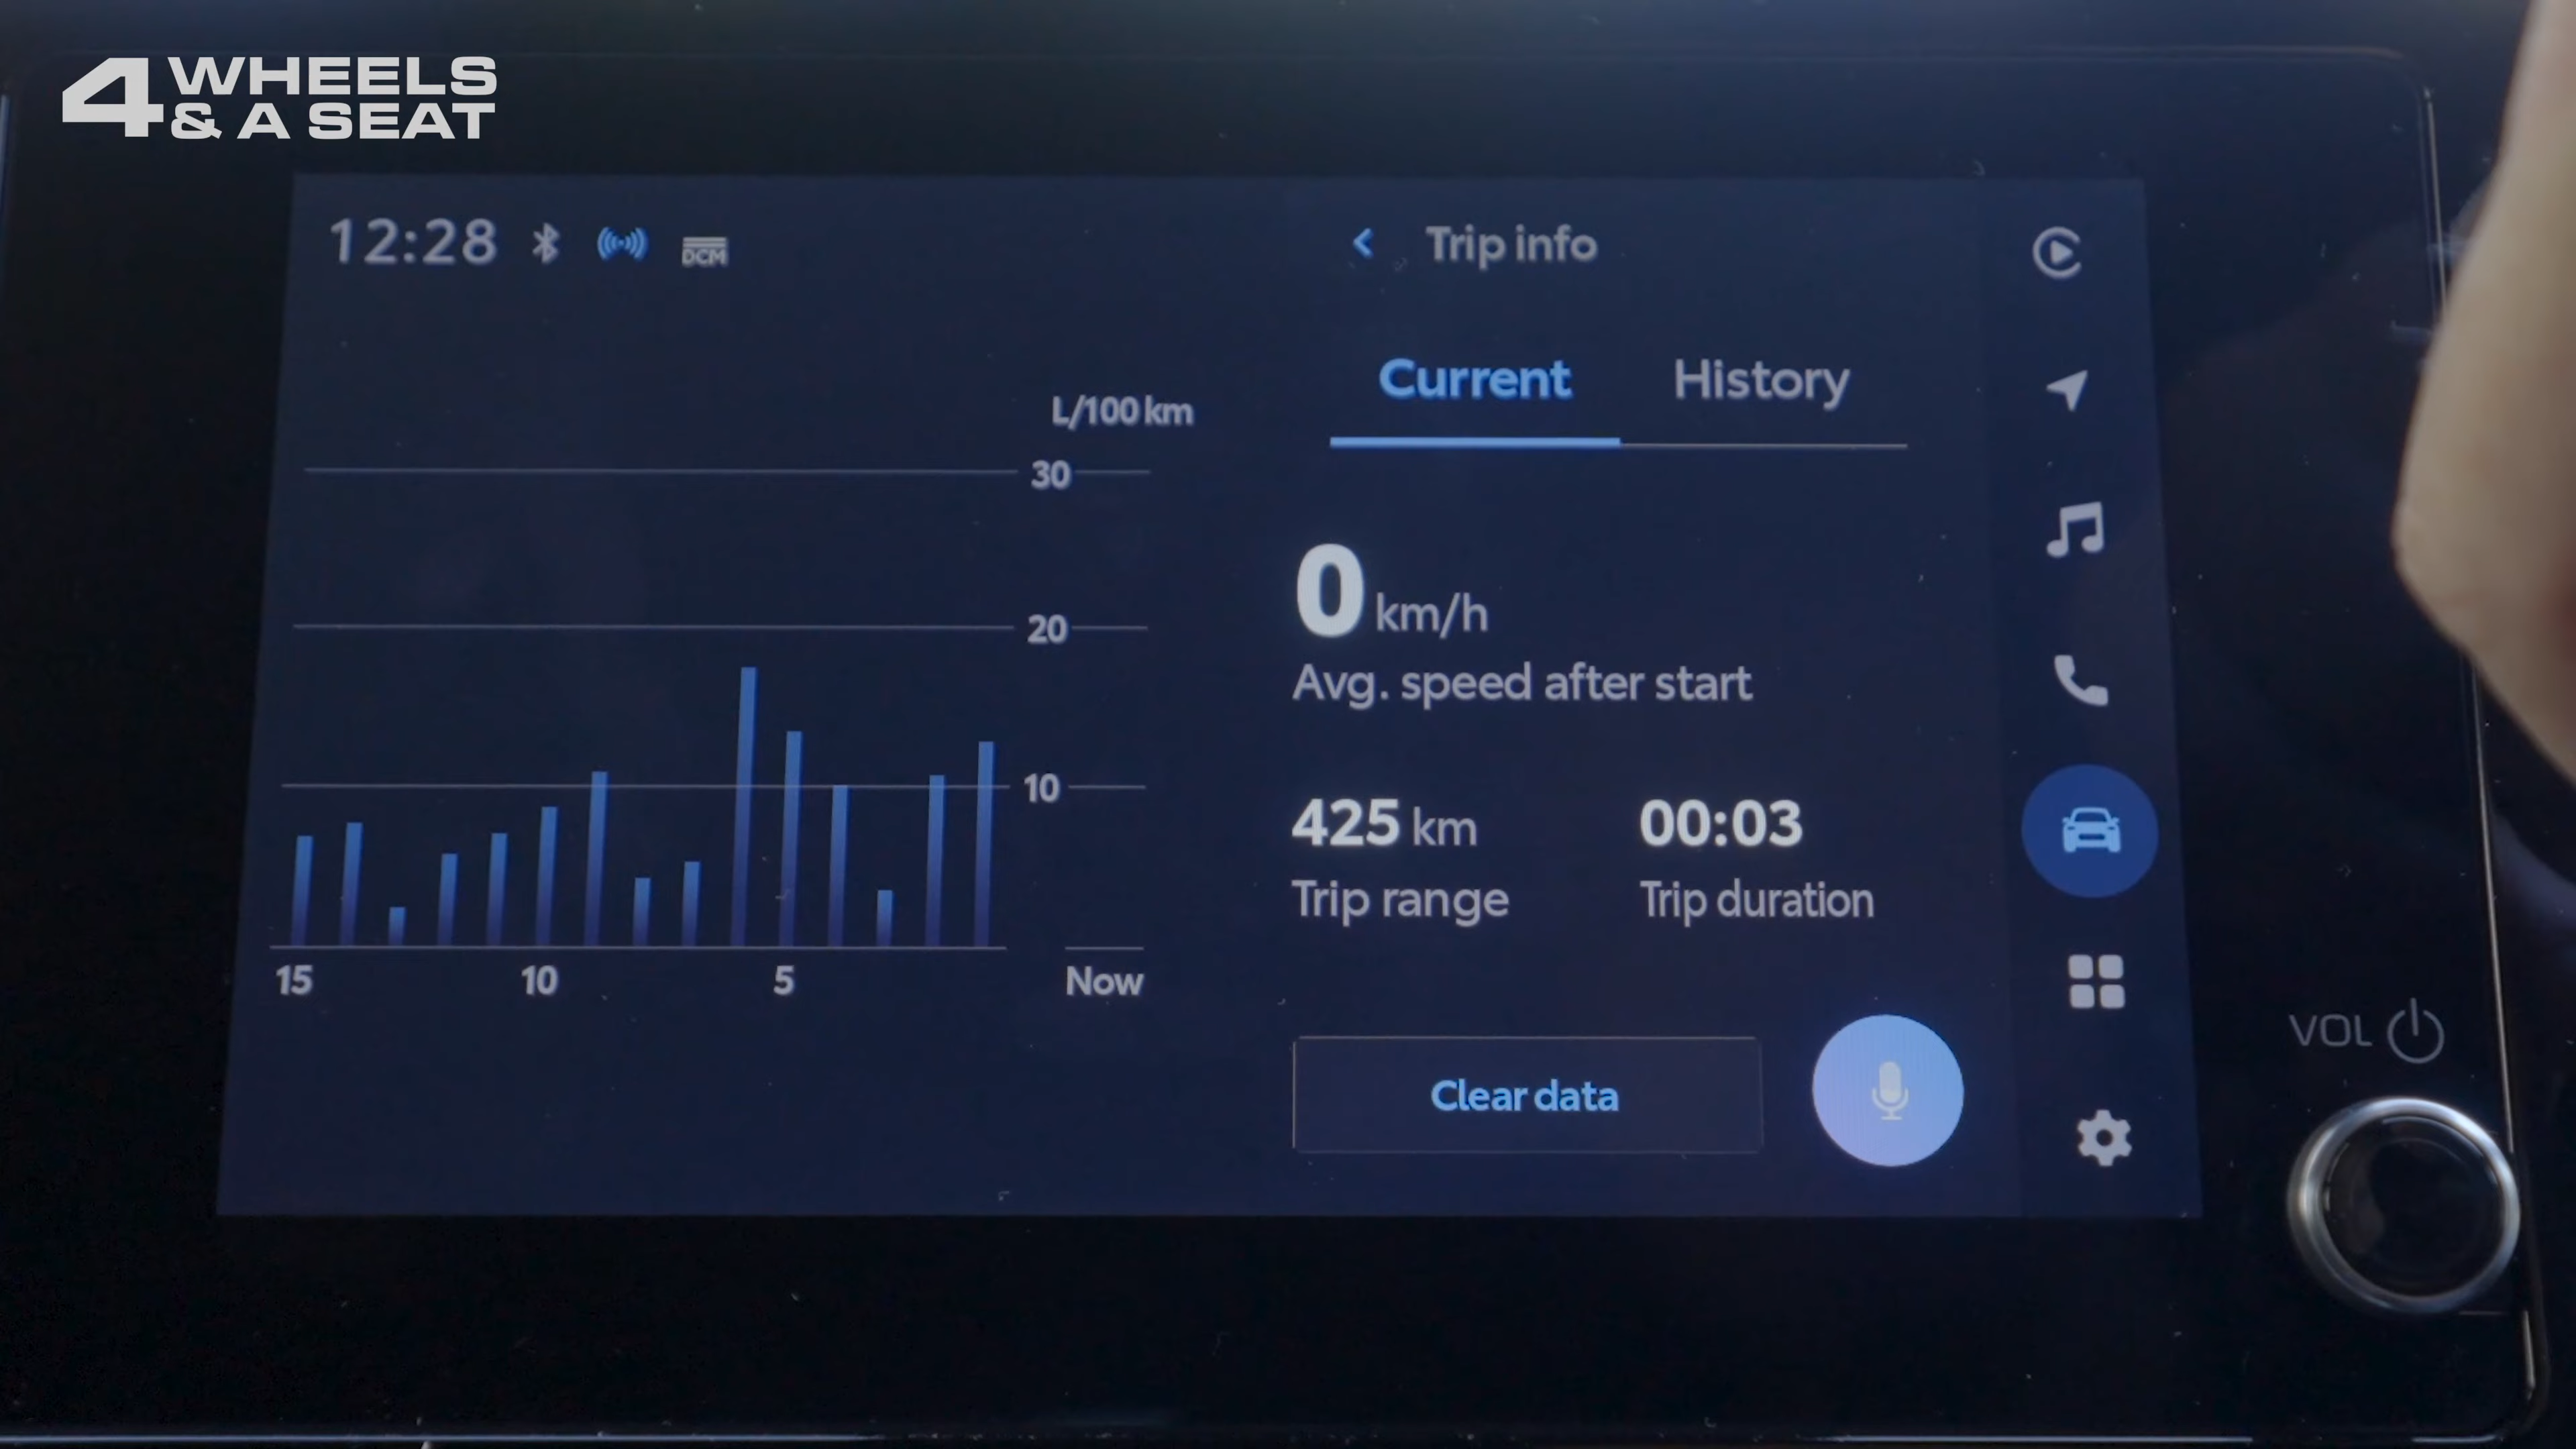 4 WHEELS
& A SEAT
12:28
DCM
Trip info
Current
History
L/100 km
30
20
10
15
10
5
Now
0 km/h
Avg. speed after start
425 km
Trip range
00:03
Trip duration
Clear data
VOL